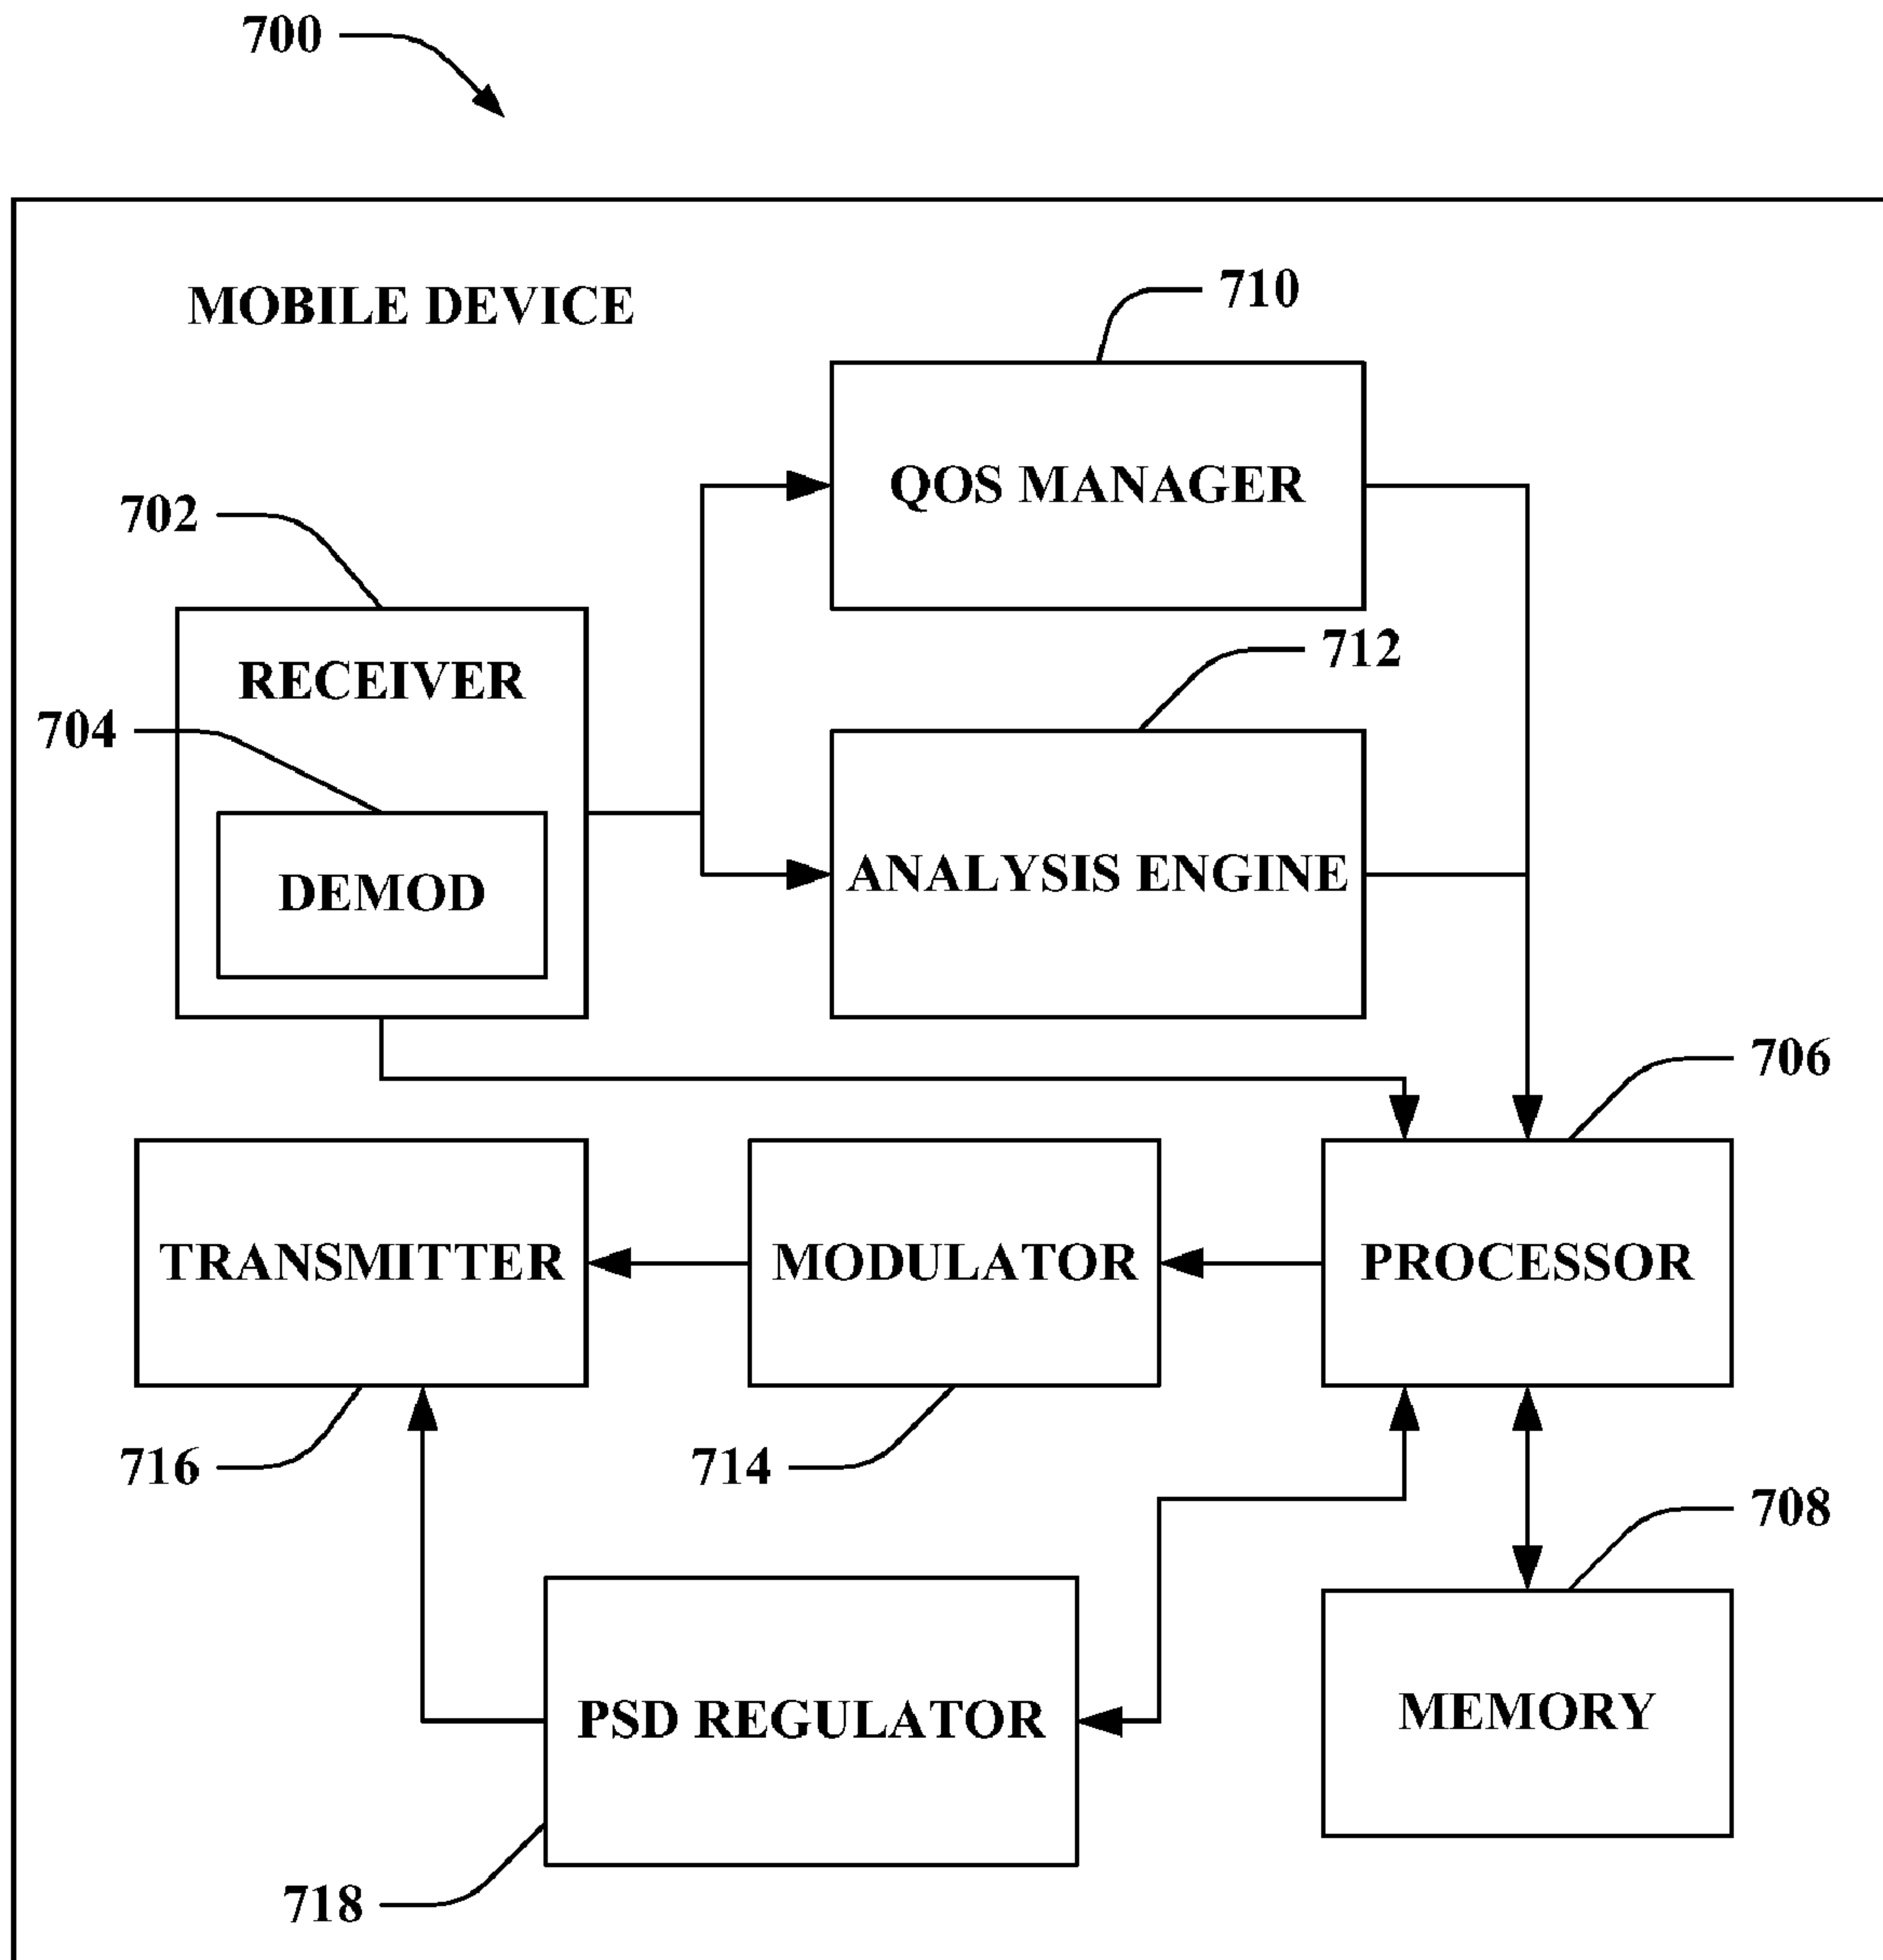 700
MOBILE DEVICE
710
QOS MANAGER
702
RECEIVER
712
704
ANALYSIS ENGINE
DEMOD
706
TRANSMITTER
MODULATOR
PROCESSOR
716
714
708
PSD REGULATOR
MEMORY
718